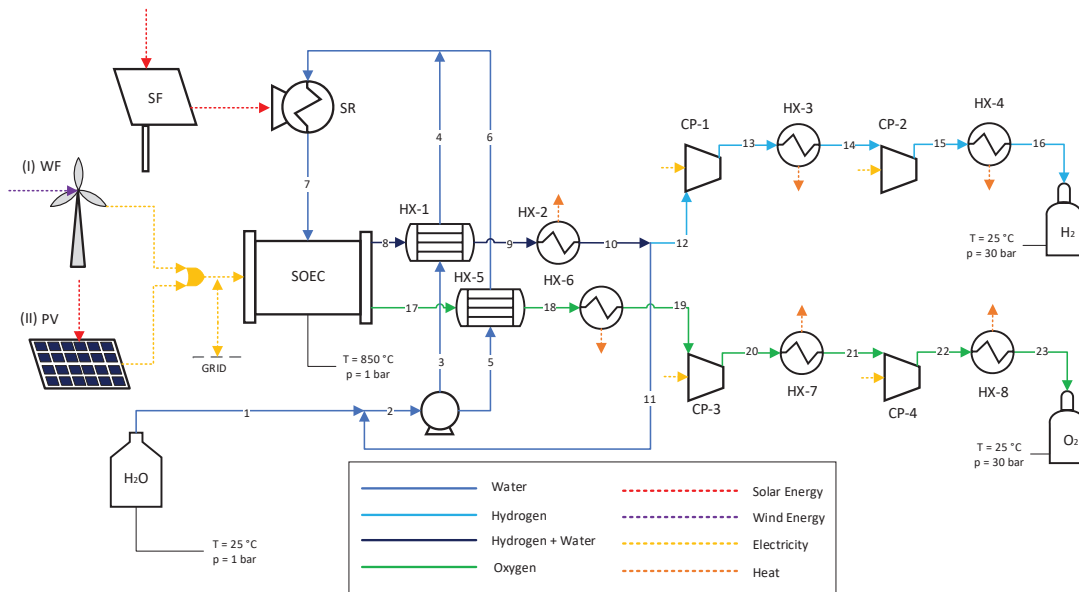 SF
SR
HX-3
HX-4
CP-1
CP-2
13
14
15
16
(I) WF
4
6
7
HX-1
HX-2
8
9
10
12
H₂
T = 25 °C
p = 30 bar
SOEC
HX-5
HX-6
17
18
19
(II) PV
GRID
T = 850 °C
p = 1 bar
3
5
11
20
21
22
23
CP-3
HX-7
CP-4
HX-8
1
2
O₂
T = 25 °C
p = 30 bar
H₂O
T = 25 °C
p = 1 bar
Water
Hydrogen
Hydrogen + Water
Oxygen
Solar Energy
Wind Energy
Electricity
Heat